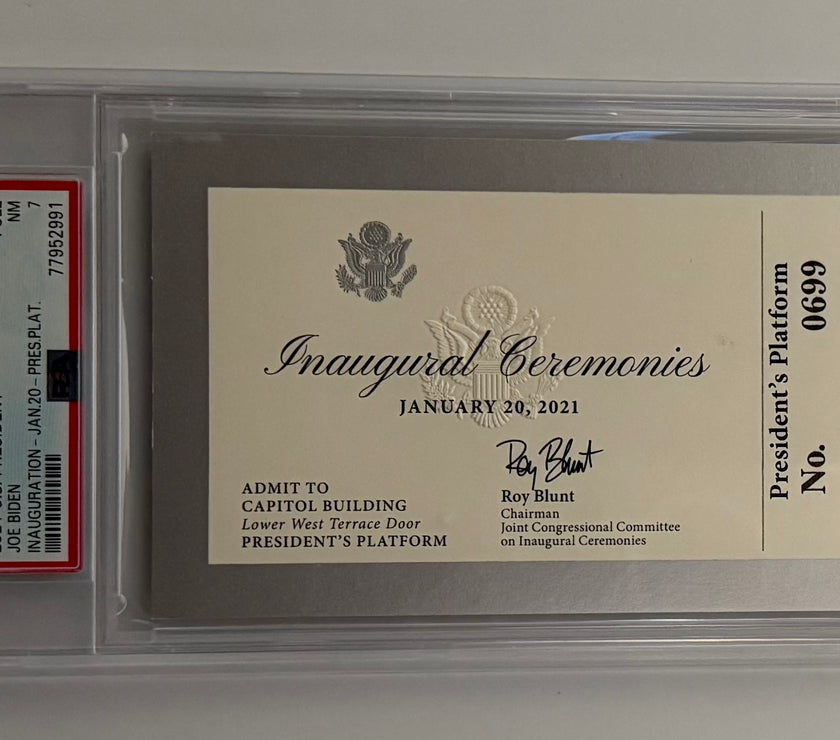 NM
7
JOE BIDEN
INAUGURATION - JAN.20 - PRES.PLAT.
77952991
Inaugural Ceremonies
JANUARY 20, 2021
Roy Blunt
ADMIT TO
CAPITOL BUILDING
Lower West Terrace Door
PRESIDENT'S PLATFORM
Roy Blunt
Chairman
Joint Congressional Committee
on Inaugural Ceremonies
President's Platform
No. 0699